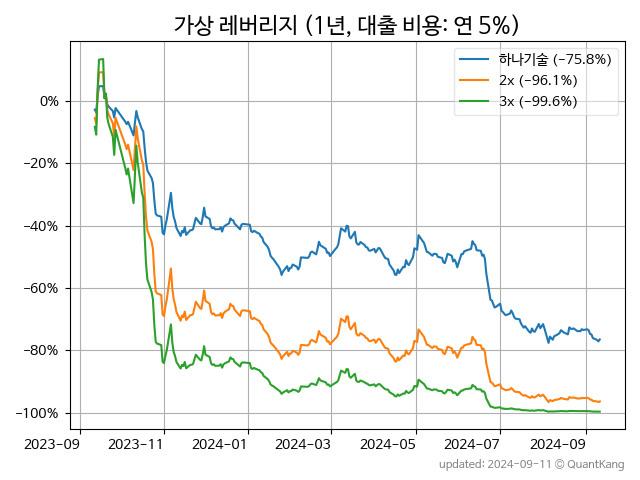 가상 레버리지 (1년, 대출 비용: 연 5%)
하나기술 (−75.8%)
2x (−96.1%)
3x (−99.6%)
0%
−20%
−40%
−60%
−80%
−100%
2023-09 2023-11 2024-01 2024-03 2024-05 2024-07 2024-09
updated: 2024-09-11 © QuantKang